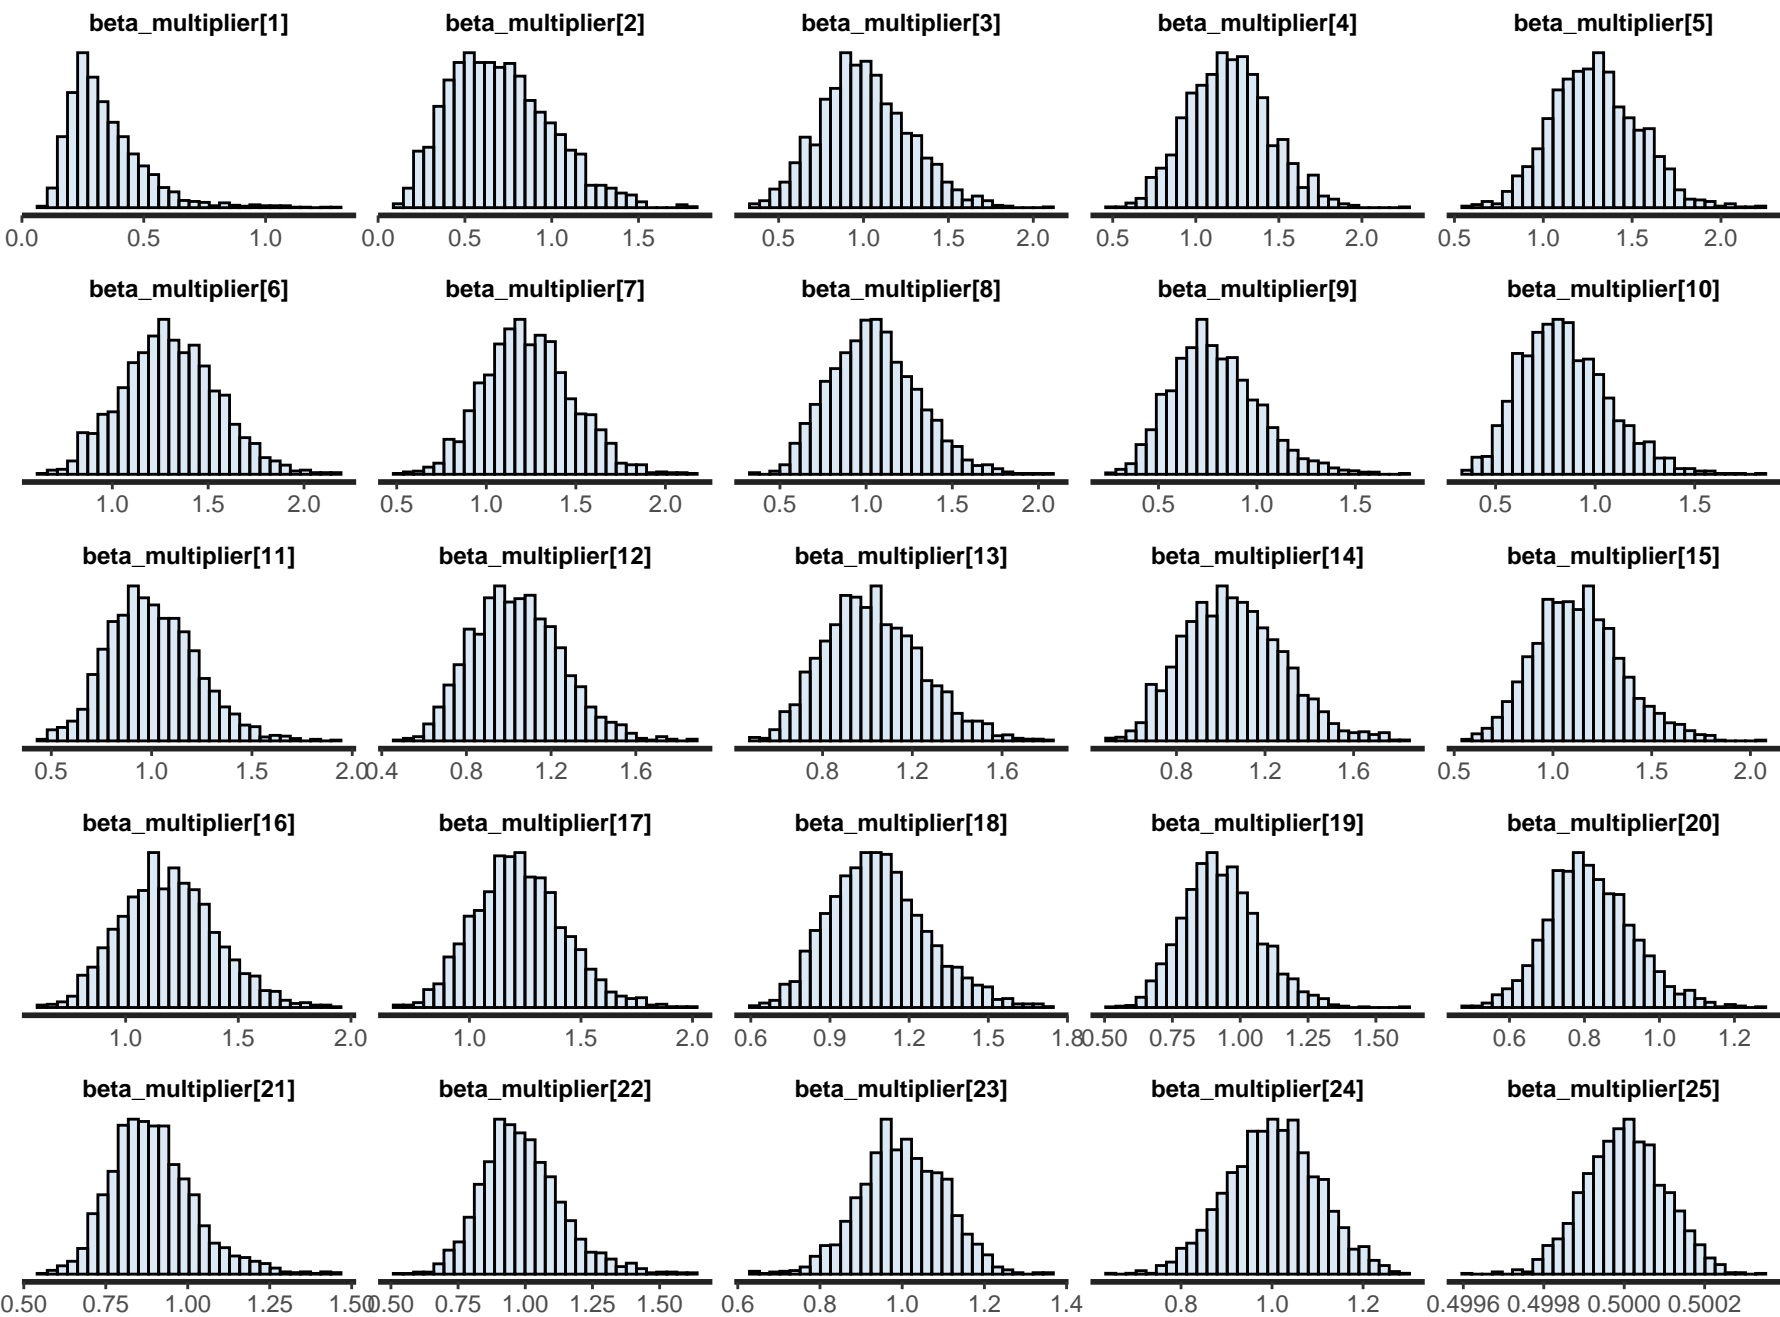 beta_multiplier[1] beta_multiplier[2] beta_multiplier[3] beta_multiplier[4] beta_multiplier[5]
0.0 0.5 1.0 0.0 0.5 1.0 1.5 0.5 1.0 1.5 2.0 0.5 1.0 1.5 2.0 0.5 1.0 1.5 2.0
beta_multiplier[6] beta_multiplier[7] beta_multiplier[8] beta_multiplier[9] beta_multiplier[10]
1.0 1.5 2.0 0.5 1.0 1.5 2.0 0.5 1.0 1.5 2.0 0.5 1.0 1.5 0.5 1.0 1.5
beta_multiplier[11] beta_multiplier[12] beta_multiplier[13] beta_multiplier[14] beta_multiplier[15]
0.5 1.0 1.5 2.0 0.4 0.8 1.2 1.6 0.8 1.2 1.6 0.8 1.2 1.6 0.5 1.0 1.5 2.0
beta_multiplier[16] beta_multiplier[17] beta_multiplier[18] beta_multiplier[19] beta_multiplier[20]
1.0 1.5 2.0 1.0 1.5 2.0 0.6 0.9 1.2 1.5 1.8 0.50 0.75 1.00 1.25 1.50 0.6 0.8 1.0 1.2
beta_multiplier[21] beta_multiplier[22] beta_multiplier[23] beta_multiplier[24] beta_multiplier[25]
0.50 0.75 1.00 1.25 1.50 0.50 0.75 1.00 1.25 1.50 0.6 0.8 1.0 1.2 1.4 0.8 1.0 1.2 0.4996 0.4998 0.5000 0.5002